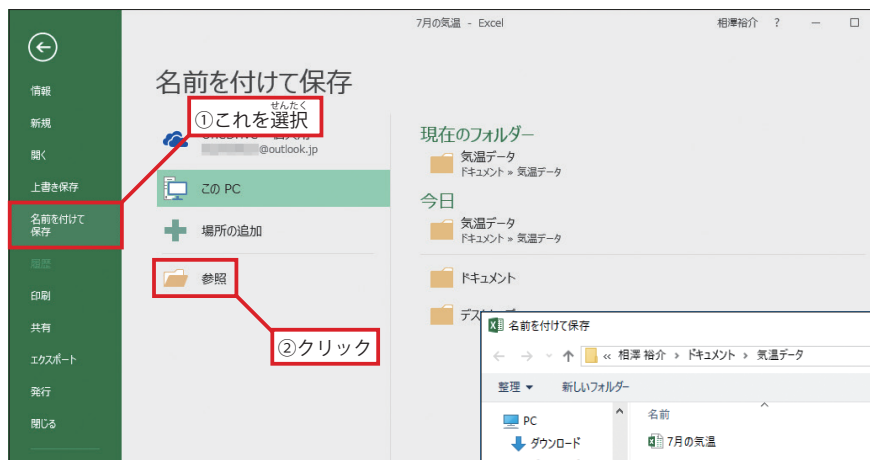 7月の気温 - Excel
相澤裕介 ?
情報
新規
開く
上書き保存
名前を付けて
保存
履歴
印刷
共有
エクスポート
発行
閉じる
名前を付けて保存
せんたく
①これを選択
@outlook.jp
この PC
場所の追加
参照
②クリック
現在のフォルダー
気温データ
ドキュメント » 気温データ
今日
気温データ
ドキュメント » 気温データ
ドキュメント
名前を付けて保存
« 相澤 裕介 › ドキュメント › 気温データ
整理 新しいフォルダー
PC
ダウンロード
名前
7月の気温